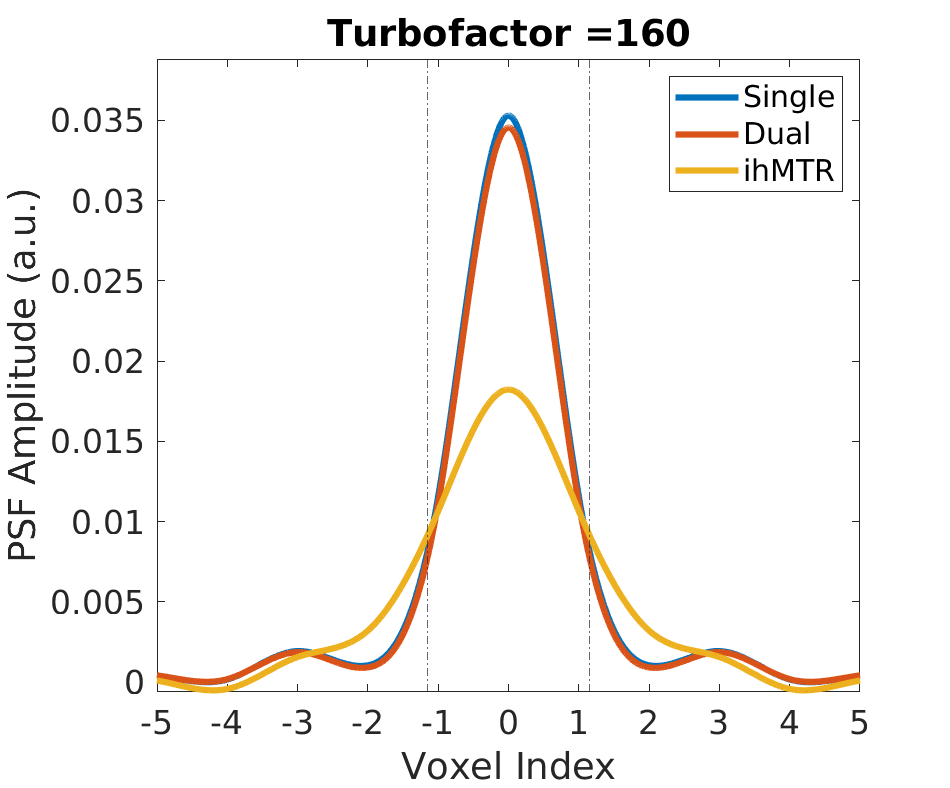 Turbofactor =160
Single
Dual
ihMTR
PSF Amplitude (a.u.)
0.035
0.03
0.025
0.02
0.015
0.01
0.005
0
-5 -4 -3 -2 -1 0 1 2 3 4 5
Voxel Index